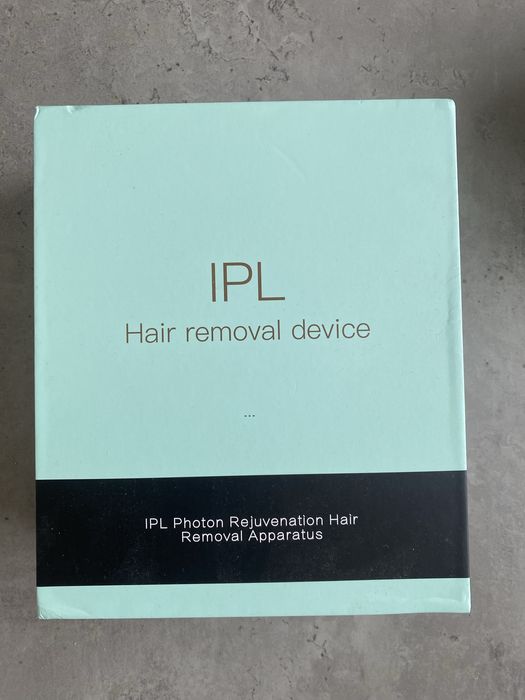 IPL
Hair removal device
...
IPL Photon Rejuvenation Hair
Removal Apparatus